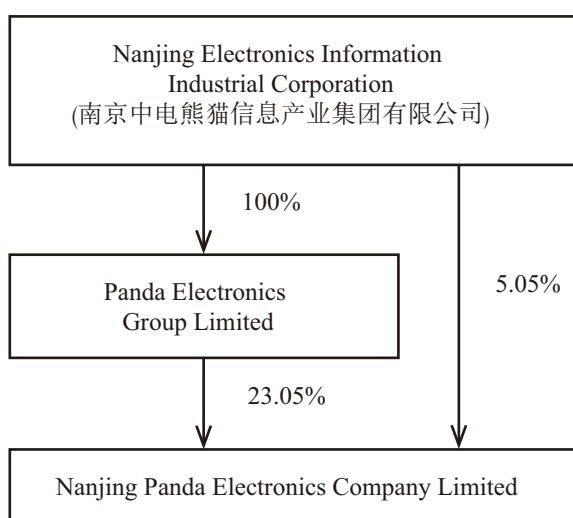 Nanjing Electronics Information
Industrial Corporation
(南京中电熊猫信息产业集团有限公司)
100%
Panda Electronics
Group Limited
5.05%
23.05%
Nanjing Panda Electronics Company Limited